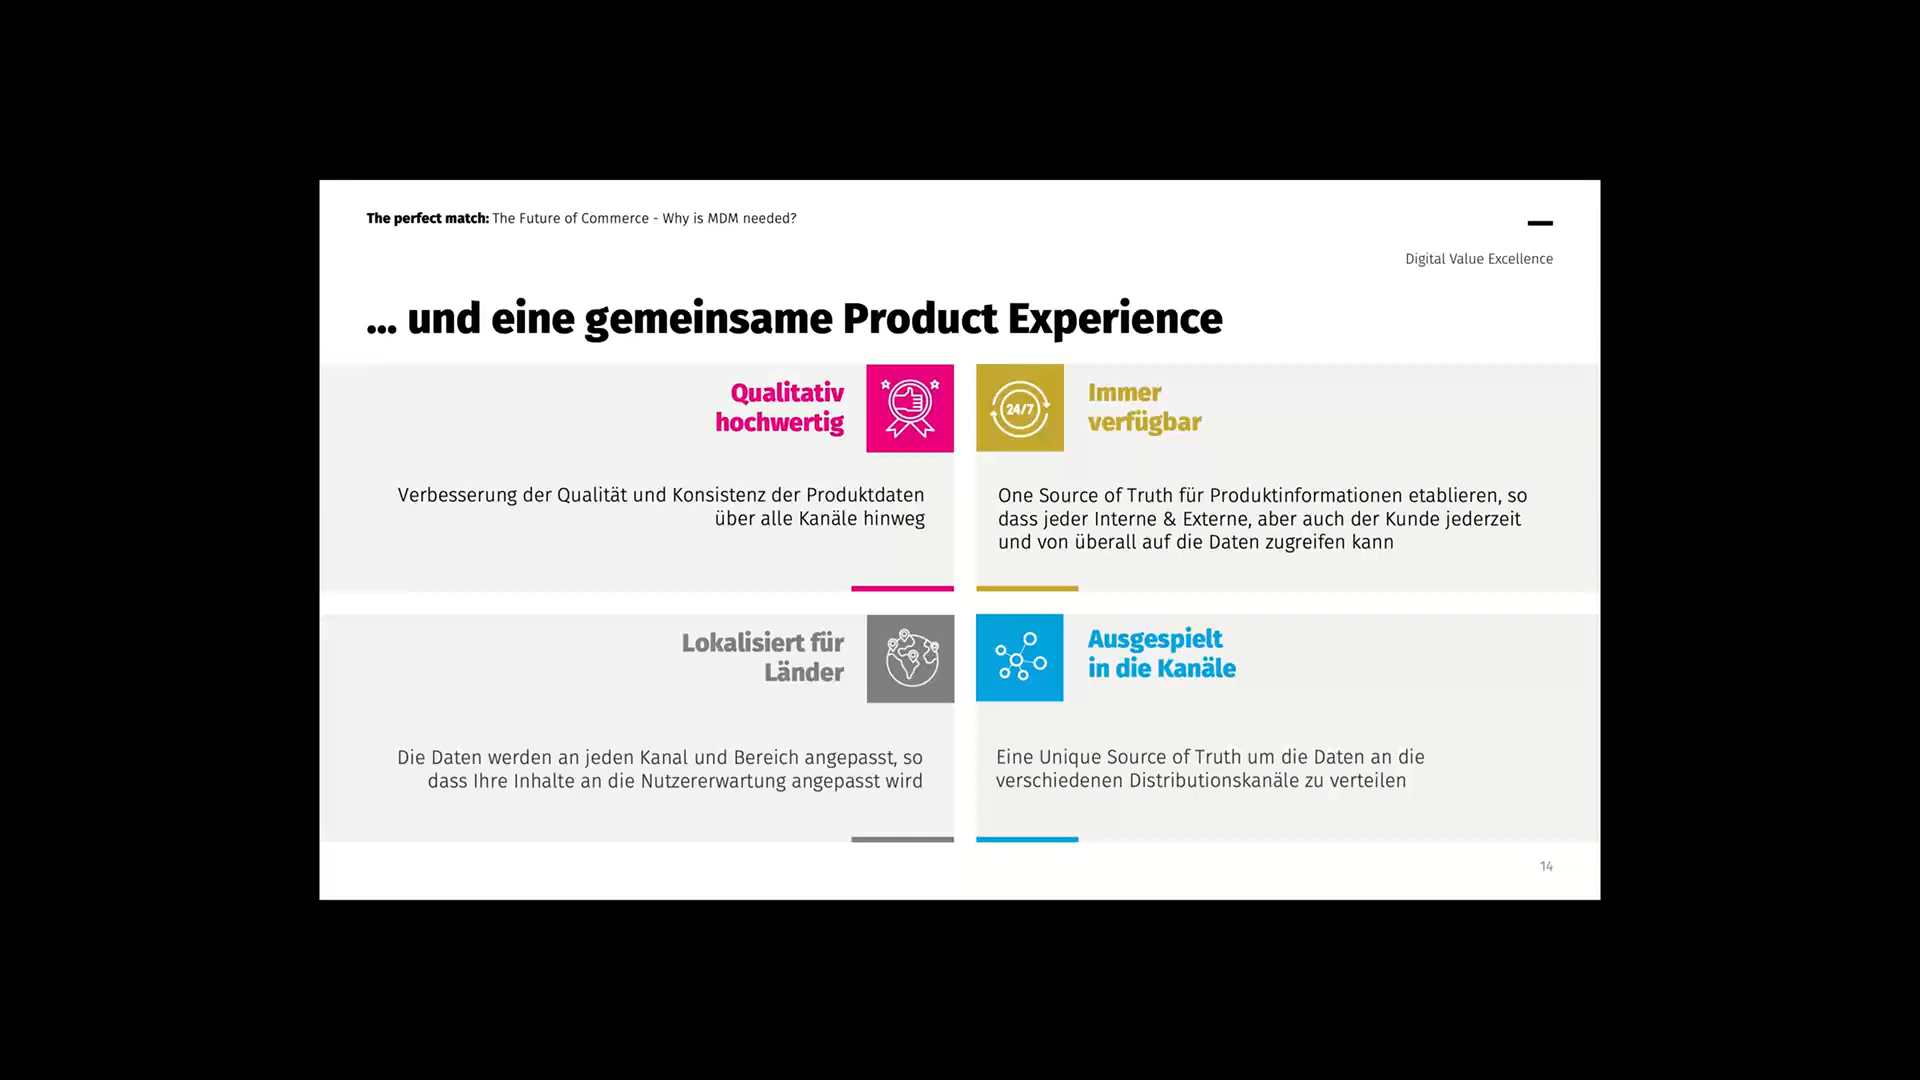 The perfect match: The Future of Commerce - Why is MDM needed?
Digital Value Excellence
... und eine gemeinsame Product Experience
Qualitativ
hochwertig
Verbesserung der Qualität und Konsistenz der Produktdaten
über alle Kanäle hinweg
24/7
Immer
verfügbar
One Source of Truth für Produktinformationen etablieren, so
dass jeder Interne & Externe, aber auch der Kunde jederzeit
und von überall auf die Daten zugreifen kann
Lokalisiert für
Länder
Die Daten werden an jeden Kanal und Bereich angepasst, so
dass Ihre Inhalte an die Nutzererwartung angepasst wird
Ausgespielt
in die Kanäle
Eine Unique Source of Truth um die Daten an die
verschiedenen Distributionskanäle zu verteilen
14